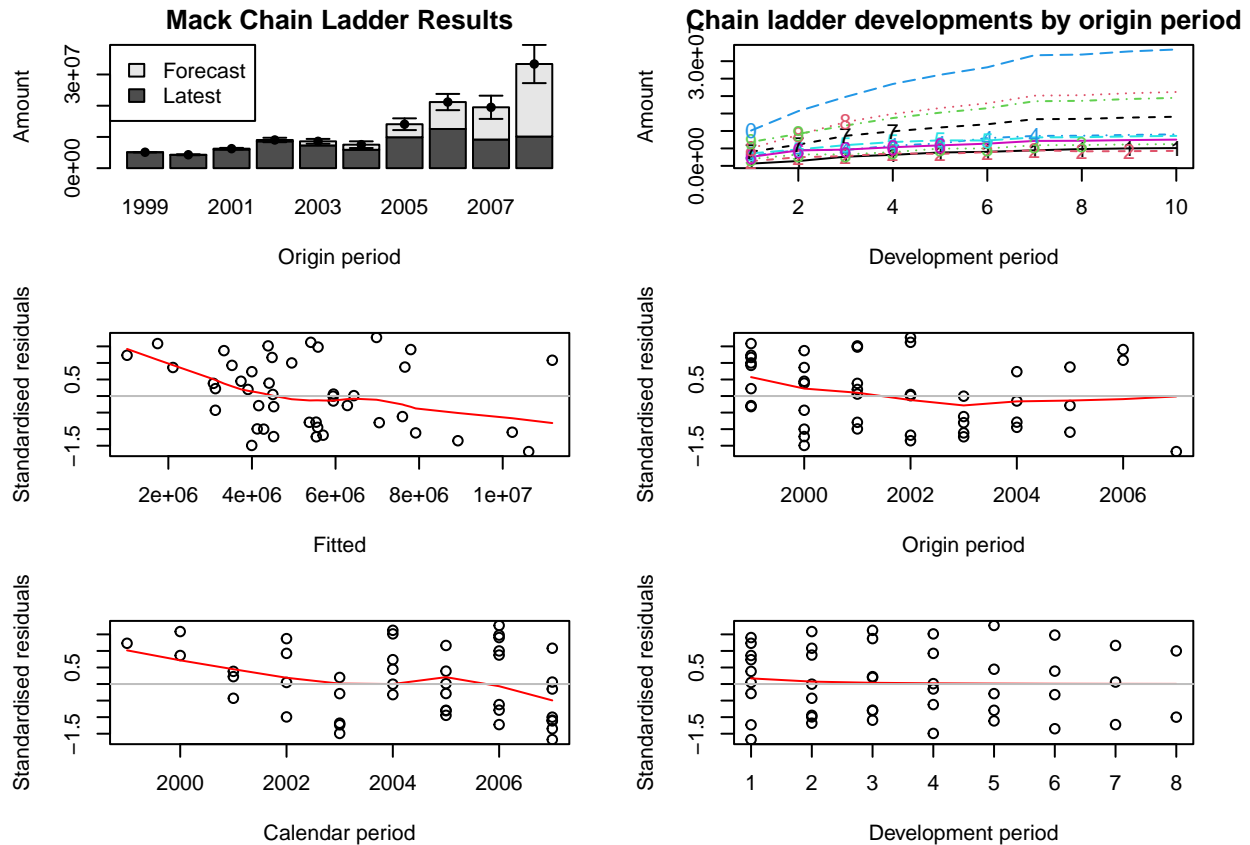 Mack Chain Ladder Results
Amount
3e+07
0e+00
Forecast
Latest
1999 2001 2003 2005 2007
Origin period
Chain ladder developments by origin period
Amount
3.0e+07
0.0e+00
2 4 6 8 10
Development period
Standardised residuals
0.5
−1.5
2e+06 4e+06 6e+06 8e+06 1e+07
Fitted
Standardised residuals
0.5
−1.5
2000 2002 2004 2006
Origin period
Standardised residuals
0.5
−1.5
2000 2002 2004 2006
Calendar period
Standardised residuals
0.5
−1.5
1 2 3 4 5 6 7 8
Development period